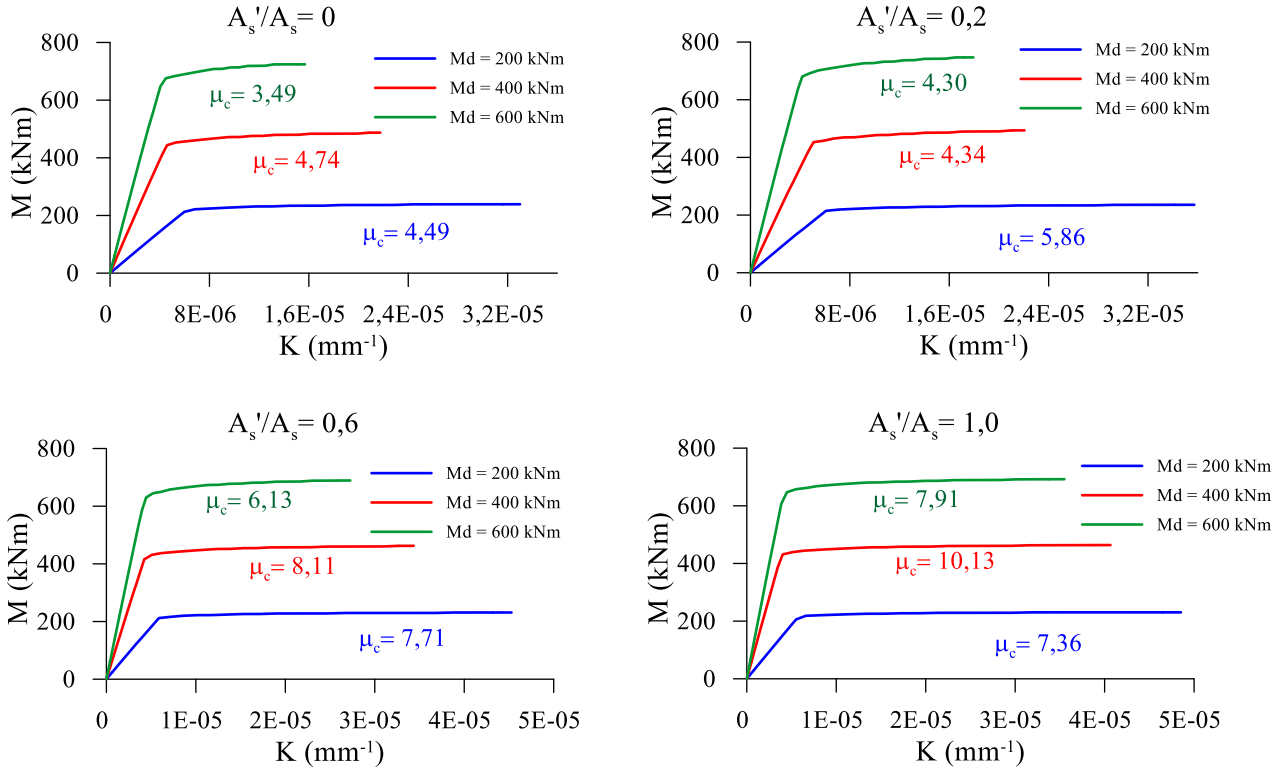 As'/As= 0
800
600
400
200
0
M (kNm)
Md = 200 kNm
Md = 400 kNm
Md = 600 kNm
μc= 3,49
μc= 4,74
μc= 4,49
0 8E-06 1,6E-05 2,4E-05 3,2E-05
K (mm-1)
As'/As= 0,2
800
600
400
200
0
M (kNm)
Md = 200 kNm
Md = 400 kNm
Md = 600 kNm
μc= 4,30
μc= 4,34
μc= 5,86
0 8E-06 1,6E-05 2,4E-05 3,2E-05
K (mm-1)
As'/As= 0,6
800
600
400
200
0
M (kNm)
Md = 200 kNm
Md = 400 kNm
Md = 600 kNm
μc= 6,13
μc= 8,11
μc= 7,71
0 1E-05 2E-05 3E-05 4E-05 5E-05
K (mm-1)
As'/As= 1,0
800
600
400
200
0
M (kNm)
Md = 200 kNm
Md = 400 kNm
Md = 600 kNm
μc= 7,91
μc= 10,13
μc= 7,36
0 1E-05 2E-05 3E-05 4E-05 5E-05
K (mm-1)